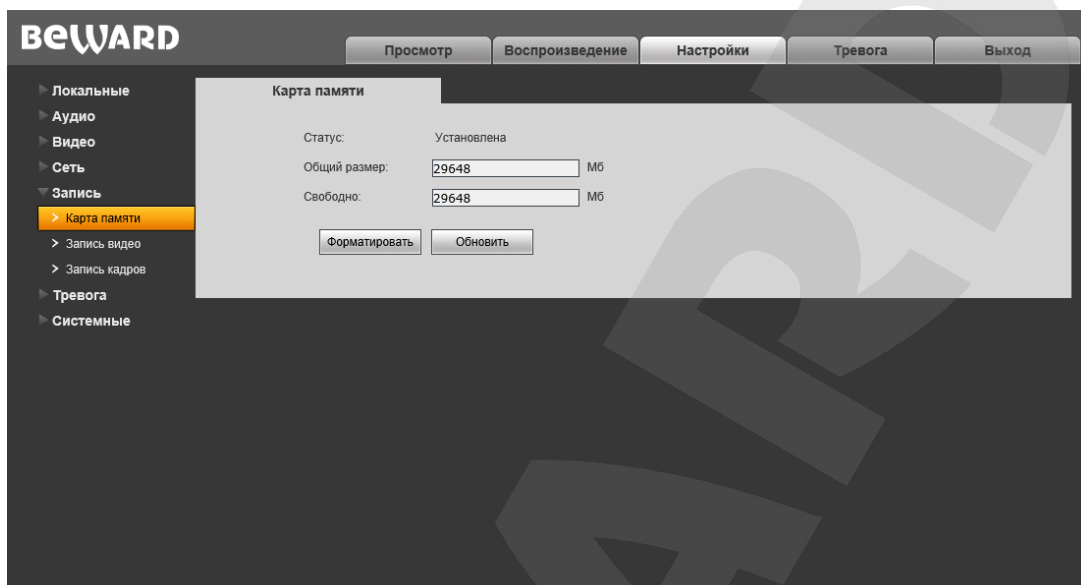 BEWARD
Просмотр Воспроизведение Настройки Тревога Выход
Локальные
Аудио
Видео
Сеть
Запись
Карта памяти
Запись видео
Запись кадров
Тревога
Системные
Карта памяти
Статус: Установлена
Общий размер: 29648 Мб
Свободно: 29648 Мб
Форматировать Обновить